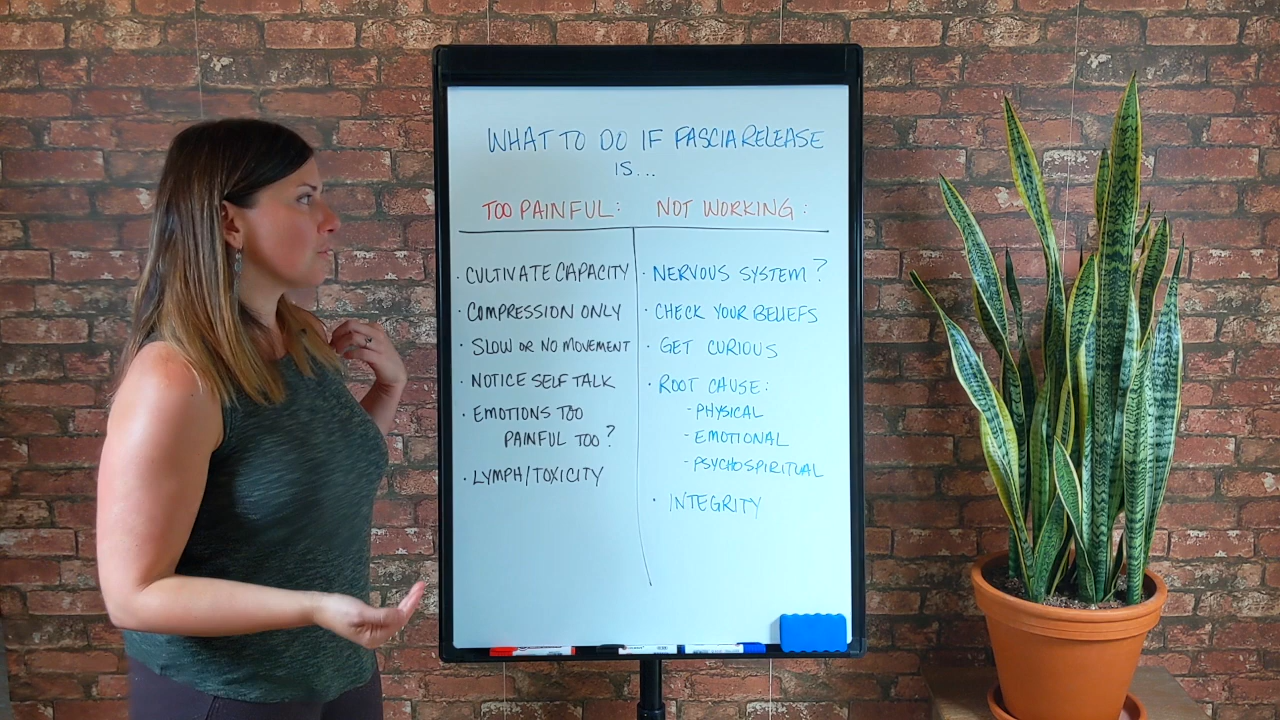 WHAT TO DO IF FASCIA RELEASE
IS...
TOO PAINFUL:
· CULTIVATE CAPACITY
· COMPRESSION ONLY
· SLOW OR NO MOVEMENT
· NOTICE SELF TALK
· EMOTIONS TOO
PAINFUL TOO?
· LYMPH/TOXICITY
NOT WORKING:
· NERVOUS SYSTEM?
· CHECK YOUR BELIEFS
· GET CURIOUS
· ROOT CAUSE:
- PHYSICAL
- EMOTIONAL
- PSYCHOSPIRITUAL
· INTEGRITY